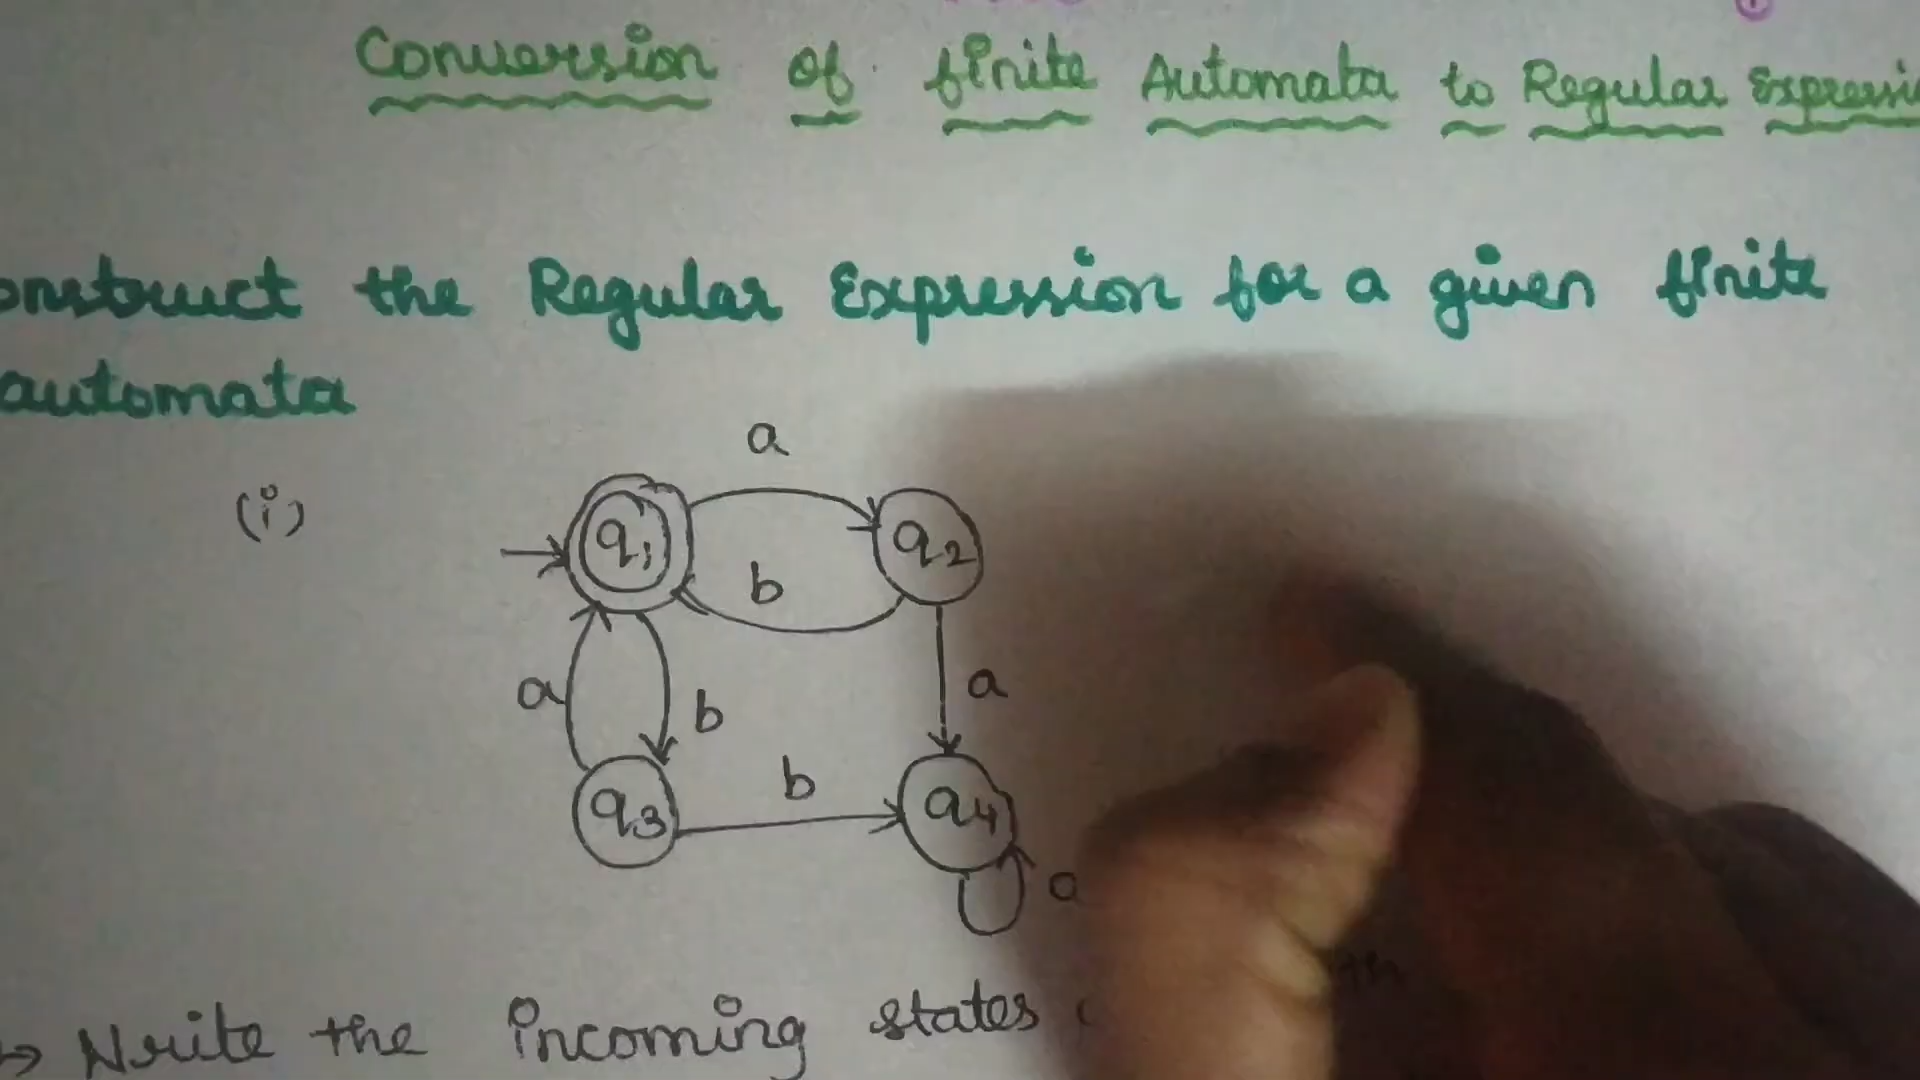 Conversion of finite Automata to Regular
onstruct the Regular Expression for a given finite
automata
(i)
a
q1
q2
b
a
b
a
q3
b
q4
a
→ Write the incoming states